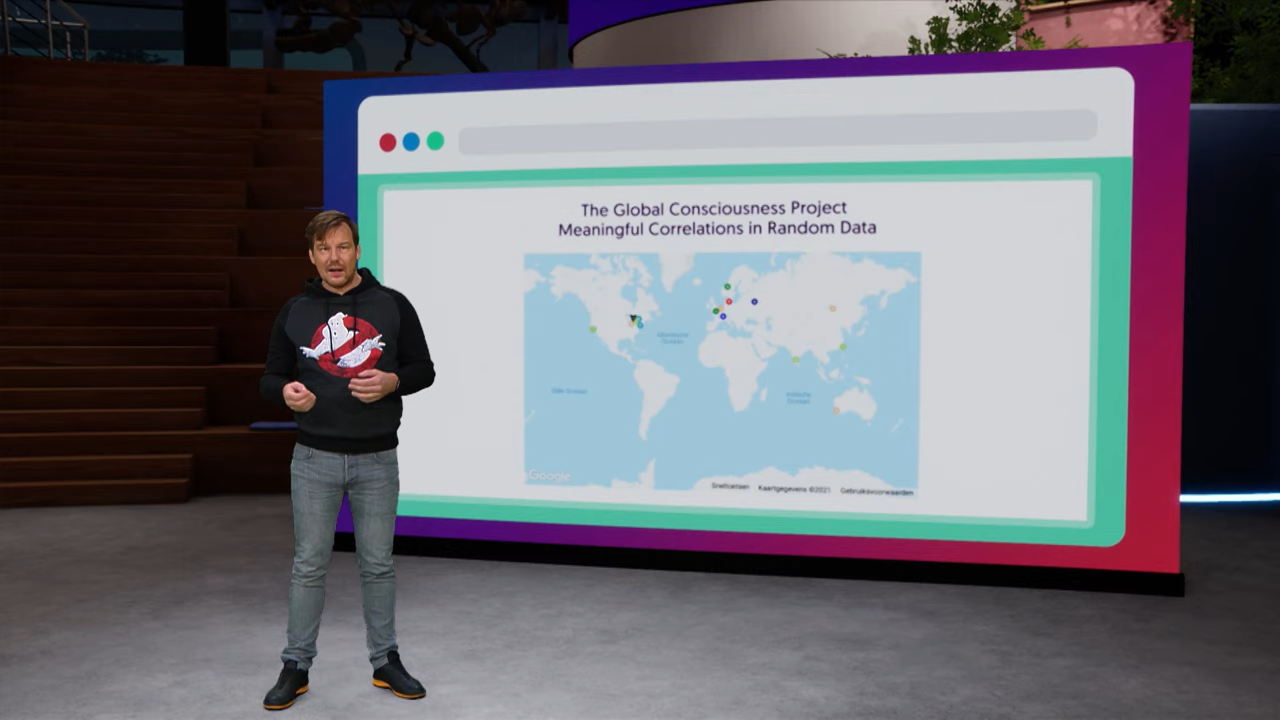 The Global Consciousness Project
Meaningful Correlations in Random Data
Atlantische
Oceaan
Stille Oceaan
Indische
Oceaan
Google
Sneltoetsen Kaartgegevens ©2021 Gebruiksvoorwaarden